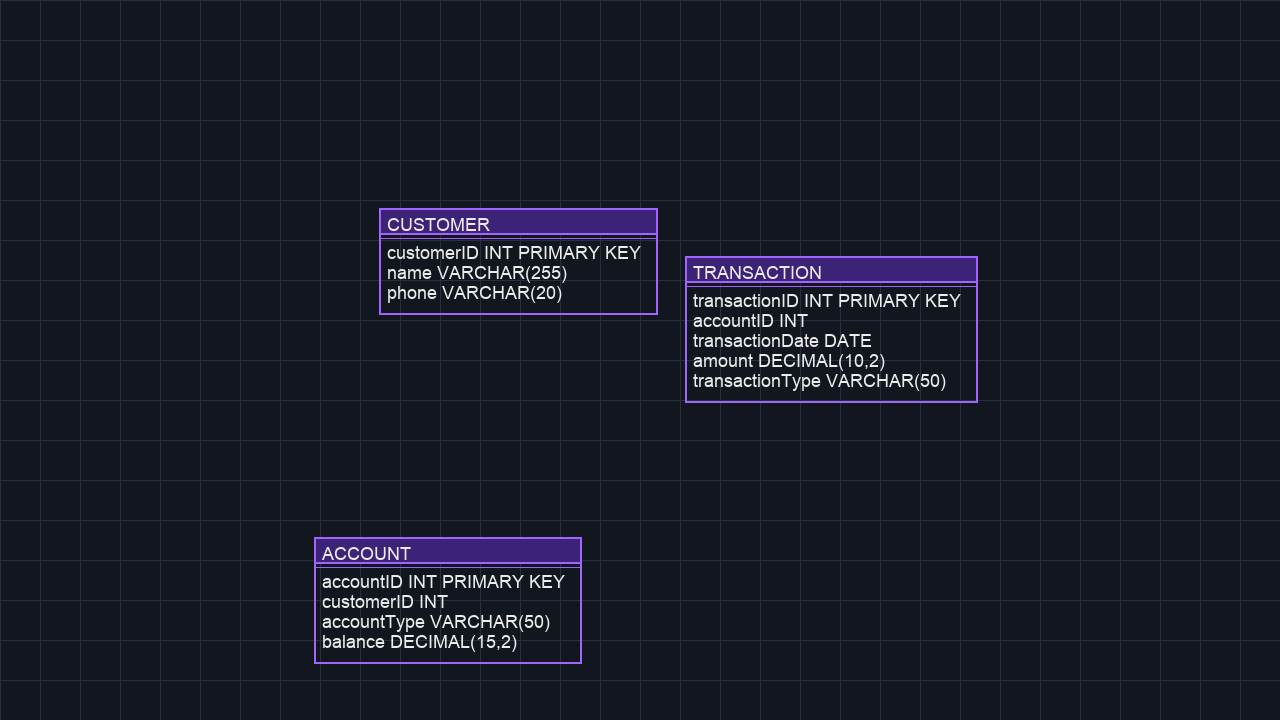 CUSTOMER
customerID INT PRIMARY KEY
name VARCHAR(255)
phone VARCHAR(20)
TRANSACTION
transactionID INT PRIMARY KEY
accountID INT
transactionDate DATE
amount DECIMAL(10,2)
transactionType VARCHAR(50)
ACCOUNT
accountID INT PRIMARY KEY
customerID INT
accountType VARCHAR(50)
balance DECIMAL(15,2)